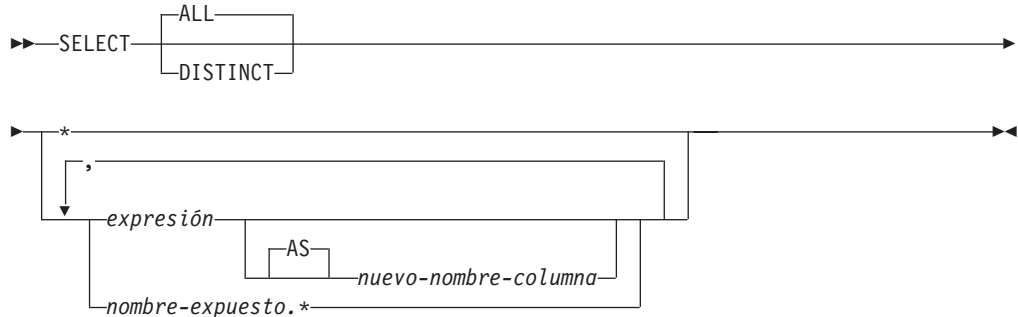 ALL
SELECT
DISTINCT
*
,
expresión
AS
nuevo-nombre-columna
nombre-expuesto.*